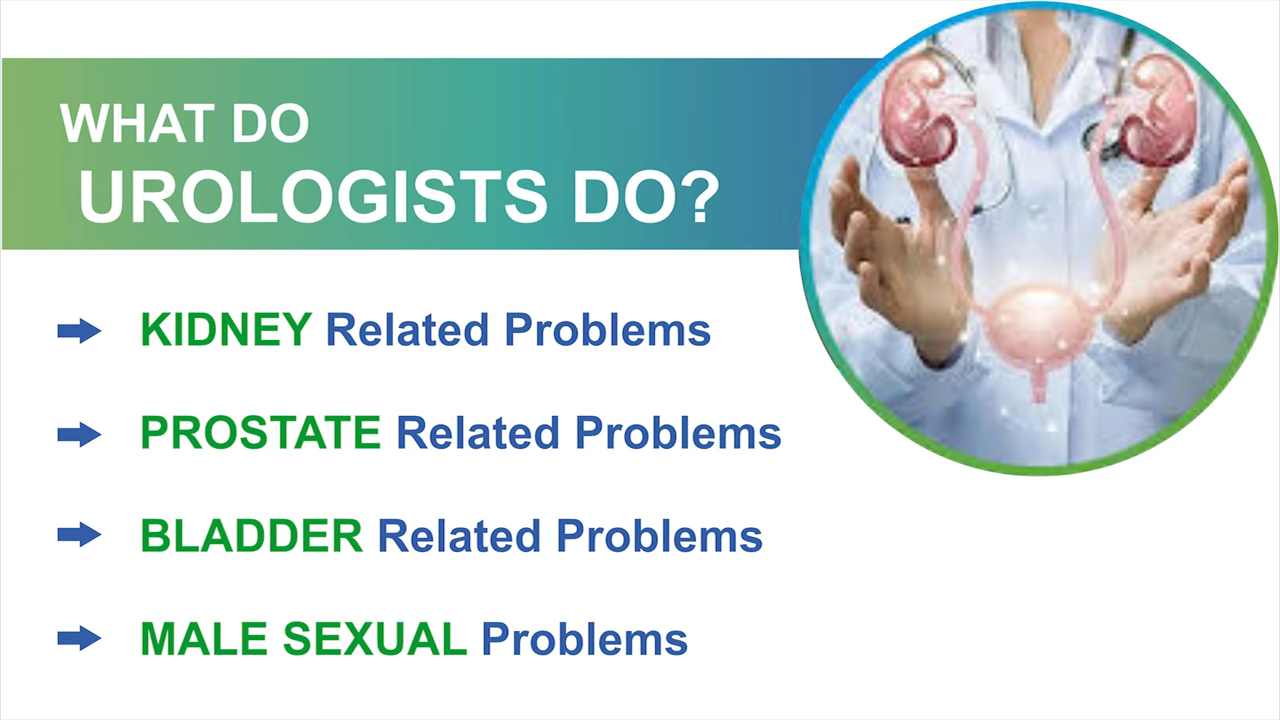 WHAT DO
UROLOGISTS DO?
KIDNEY Related Problems
PROSTATE Related Problems
BLADDER Related Problems
MALE SEXUAL Problems